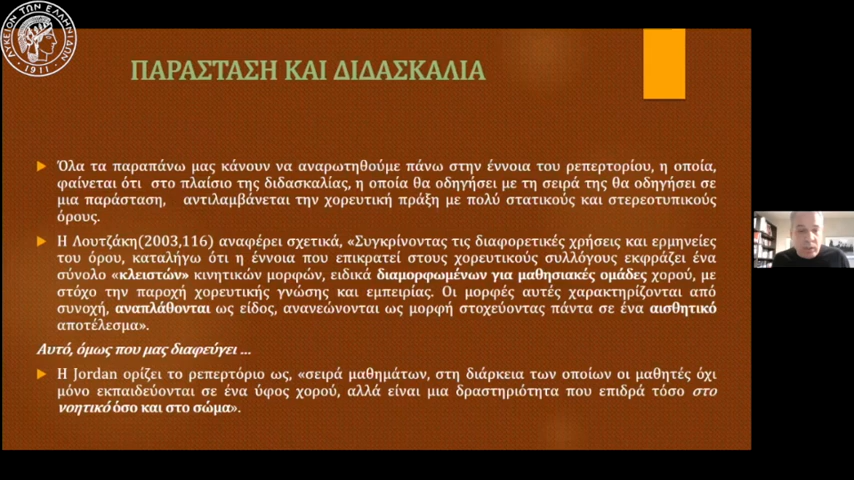 ΛΥΚΕΙΟΝ ΤΩΝ ΕΛΛΗΝΙΔΩΝ
1911
ΠΑΡΑΣΤΑΣΗ ΚΑΙ ΔΙΔΑΣΚΑΛΙΑ
Όλα τα παραπάνω μας κάνουν να αναρωτηθούμε πάνω στην έννοια του ρεπερτορίου, η οποία,
φαίνεται ότι στο πλαίσιο της διδασκαλίας, η οποία θα οδηγήσει με τη σειρά της θα οδηγήσει σε
μια παράσταση, αντιλαμβάνεται την χορευτική πράξη με πολύ στατικούς και στερεοτυπικούς
όρους.
Η Λουτζάκη(2003,116) αναφέρει σχετικά, «Συγκρίνοντας τις διαφορετικές χρήσεις και ερμηνείες
του όρου, καταλήγω ότι η έννοια που επικρατεί στους χορευτικούς συλλόγους εκφράζει ένα
σύνολο «κλειστών» κινητικών μορφών, ειδικά διαμορφωμένων για μαθησιακές ομάδες χορού, με
στόχο την παροχή χορευτικής γνώσης και εμπειρίας. Οι μορφές αυτές χαρακτηρίζονται από
συνοχή, αναπλάθονται ως είδος, ανανεώνονται ως μορφή στοχεύοντας πάντα σε ένα αισθητικό
αποτέλεσμα».
Αυτό, όμως που μας διαφεύγει ...
Η Jordan ορίζει το ρεπερτόριο ως, «σειρά μαθημάτων, στη διάρκεια των οποίων οι μαθητές όχι
μόνο εκπαιδεύονται σε ένα ύφος χορού, αλλά είναι μια δραστηριότητα που επιδρά τόσο στο
νοητικό όσο και στο σώμα».